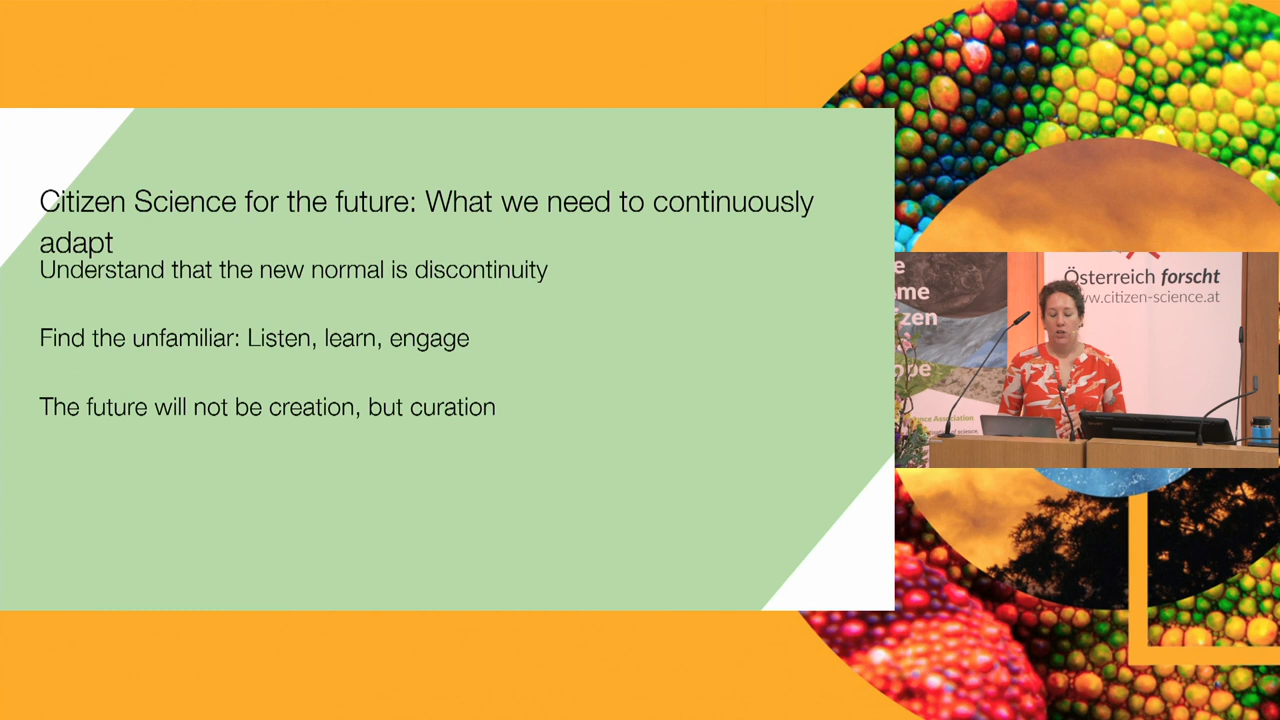 Citizen Science for the future: What we need to continuously
adapt
Understand that the new normal is discontinuity
Find the unfamiliar: Listen, learn, engage
The future will not be creation, but curation
Österreich forscht
www.citizen-science.at